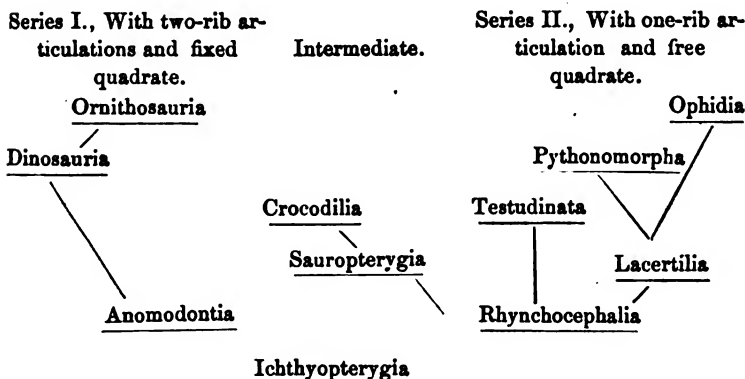 Series I., With two-rib ar-
ticulations and fixed
quadrate.
Intermediate.
Series II., With one-rib ar-
ticulation and free
quadrate.
Ornithosauria
Ophidia
Dinosauria
Pythonomorpha
Crocodilia
Testudinata
Sauropterygia
Lacertilia
Anomodontia
Rhynchocephalia
Ichthyopterygia